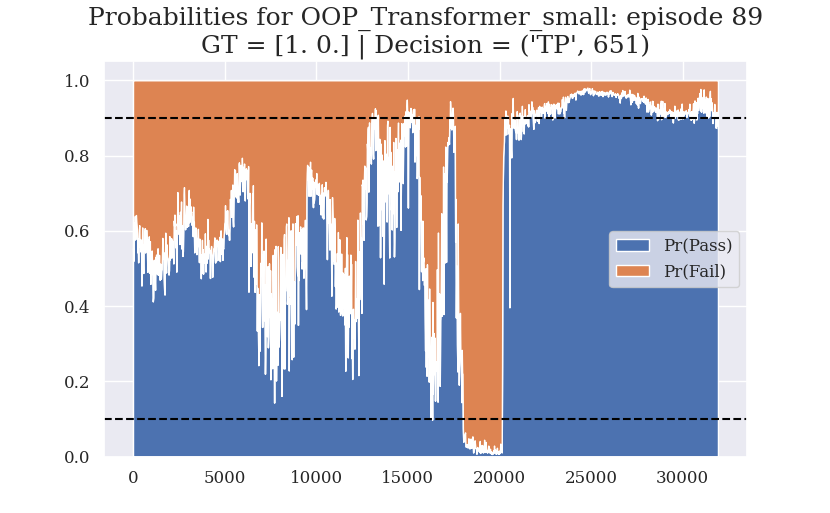 Probabilities for OOP_Transformer_small: episode 89
GT = [1. 0.] | Decision = ('TP', 651)
1.0
0.8
0.6
0.4
0.2
0.0
Pr(Pass)
Pr(Fail)
0 5000 10000 15000 20000 25000 30000